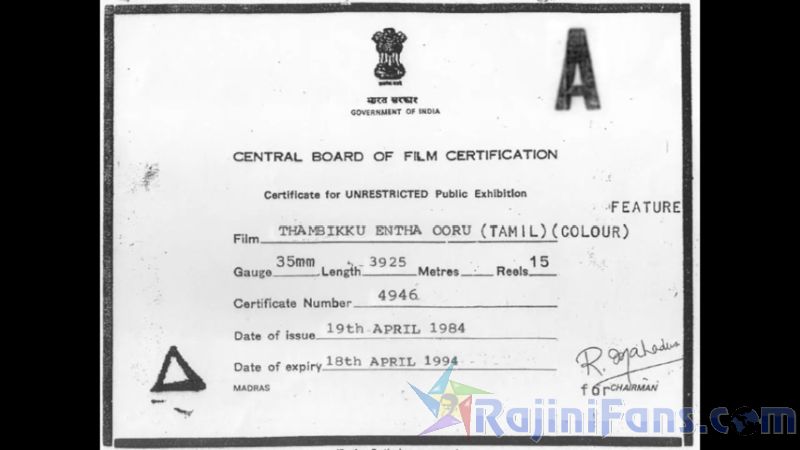 A
भारत सरकार
GOVERNMENT OF INDIA
CENTRAL BOARD OF FILM CERTIFICATION
Certificate for UNRESTRICTED Public Exhibition
FEATURE
Film THAMBIKKU ENTHA OORU (TAMIL)(COLOUR)
Gauge 35mm Length 3925 Metres Reels 15
Certificate Number 4946
Date of issue 19th APRIL 1984
Date of expiry 18th APRIL 1994
MADRAS
for CHAIRMAN
RajiniFans.com